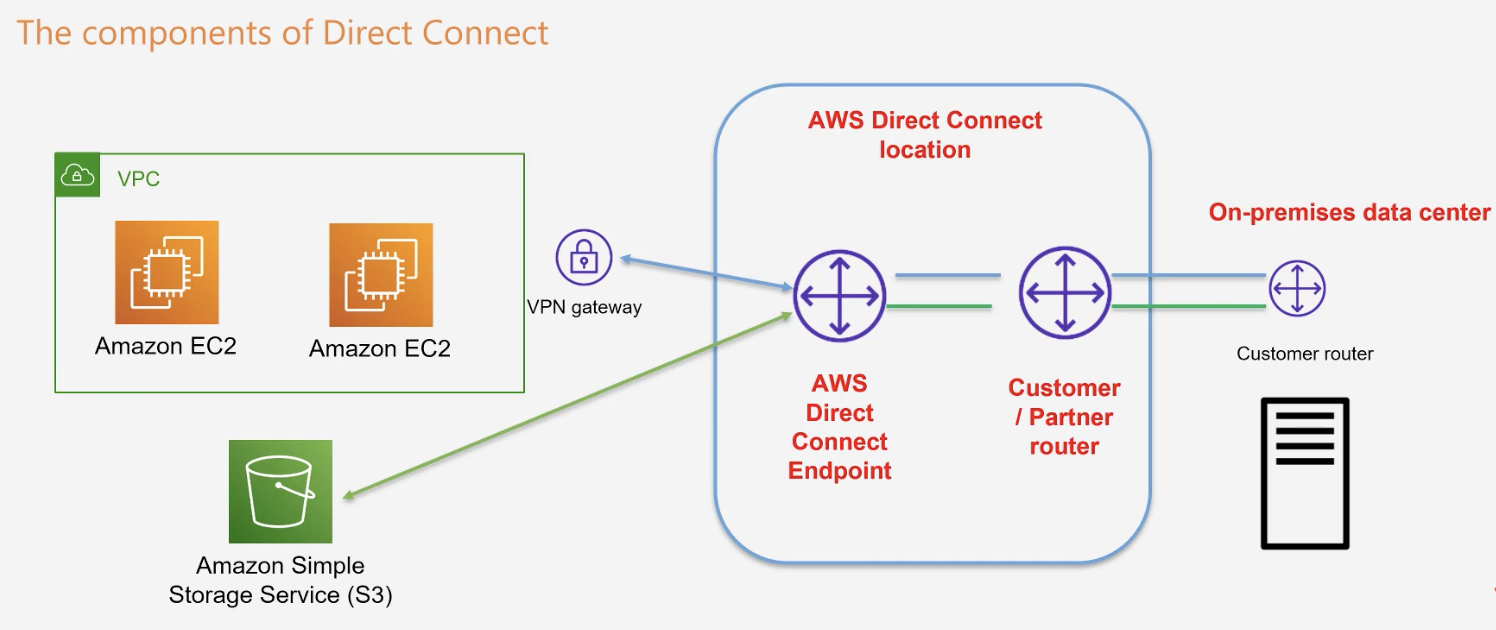 The components of Direct Connect
AWS Direct Connect
location
VPC
On-premises data center
VPN gateway
Amazon EC2
Amazon EC2
Customer router
AWS
Direct
Connect
Endpoint
Customer
/ Partner
router
Amazon Simple
Storage Service (S3)